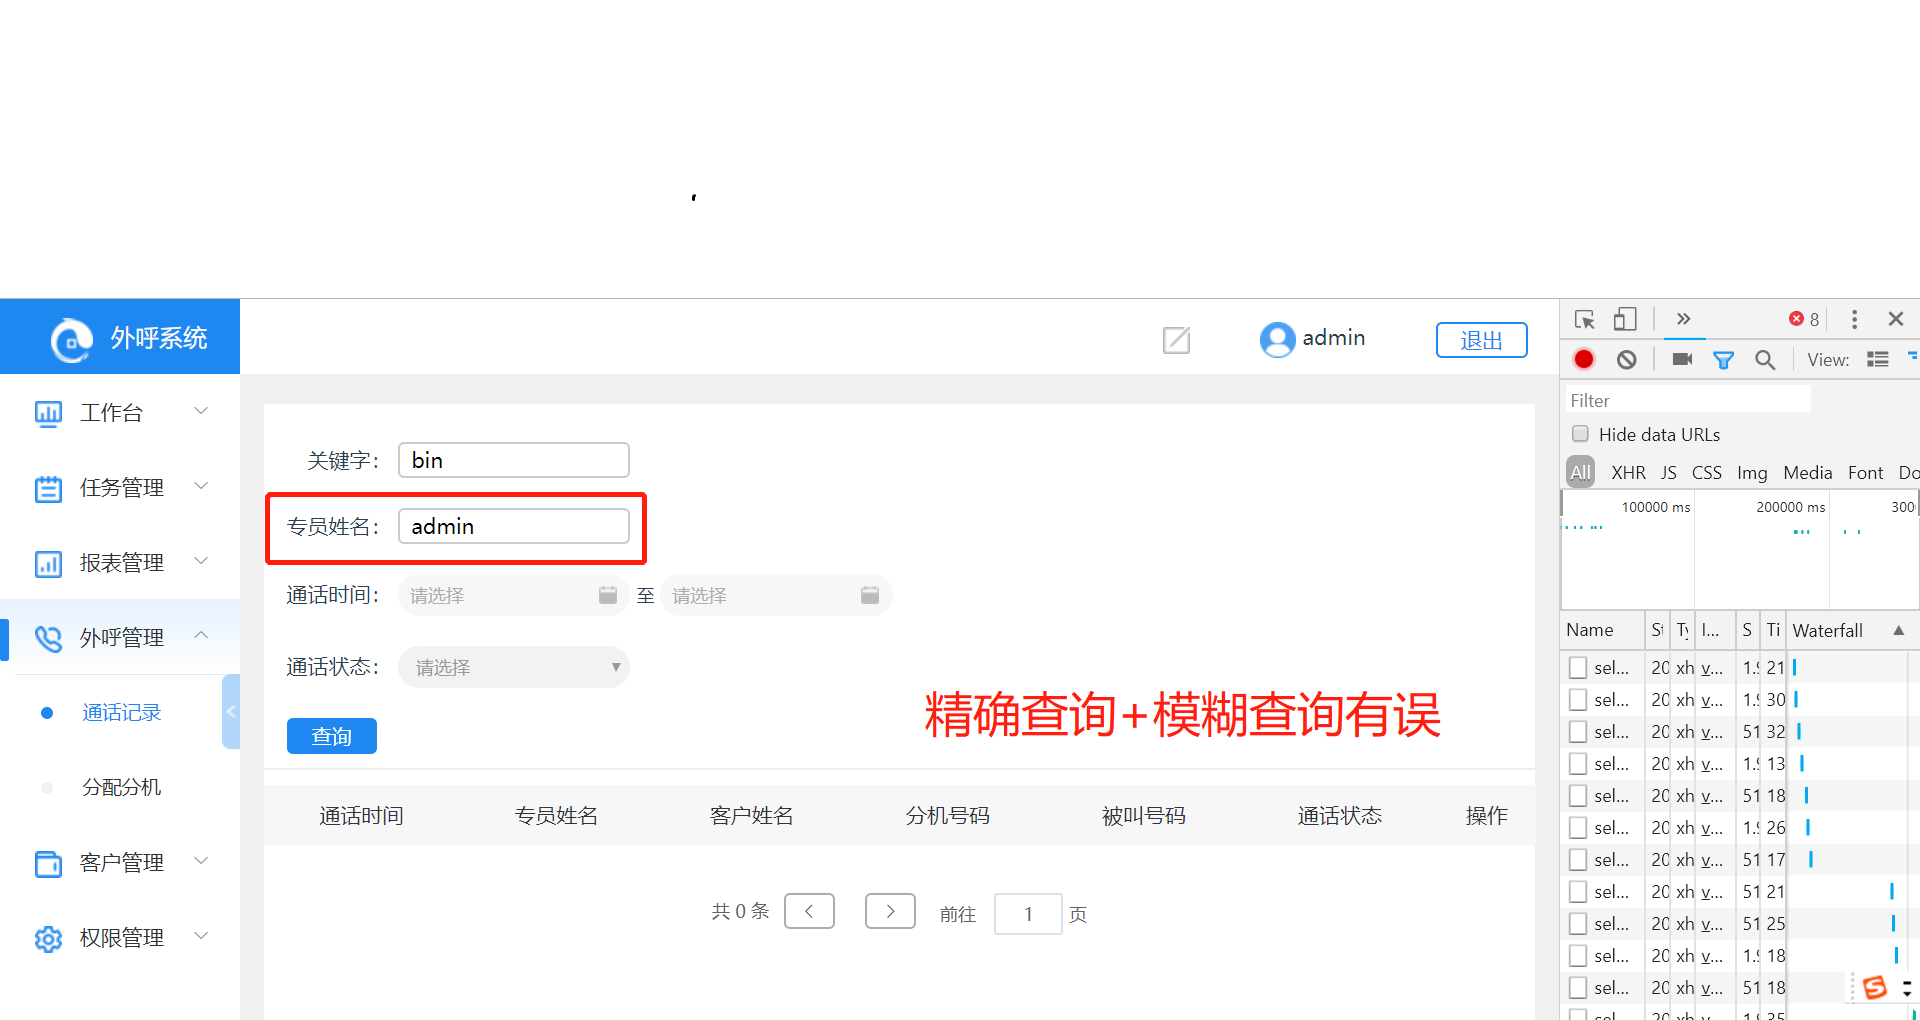 外呼系统
admin
退出
工作台
任务管理
报表管理
外呼管理
通话记录
分配分机
客户管理
权限管理
关键字： bin
专员姓名： admin
通话时间： 请选择 至 请选择
通话状态： 请选择
查询
精确查询+模糊查询有误
通话时间 专员姓名 客户姓名 分机号码 被叫号码 通话状态 操作
共 0 条 前往 1 页
8
View:
Filter
Hide data URLs
All XHR JS CSS Img Media Font Do
100000 ms 200000 ms 300
Name St Ty I... S Ti Waterfall
sel... 20 xh v... 1.9 21
sel... 20 xh v... 1.9 30
sel... 20 xh v... 51 32
sel... 20 xh v... 1.9 13
sel... 20 xh v... 51 18
sel... 20 xh v... 1.9 26
sel... 20 xh v... 51 17
sel... 20 xh v... 51 21
sel... 20 xh v... 51 25
sel... 20 xh v... 1.9 18
sel... 20 xh v... 51 18